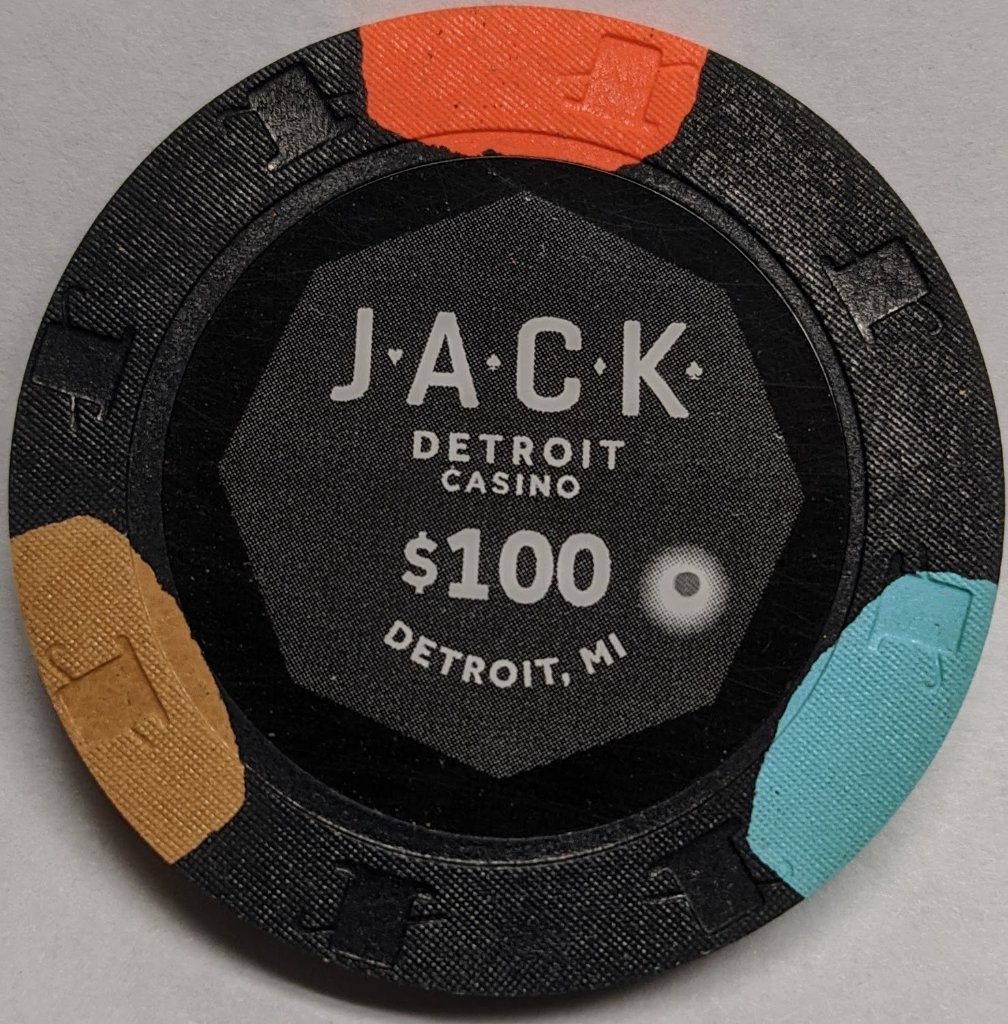 J♥A♠C♦K♣
DETROIT
CASINO
$100
DETROIT, MI